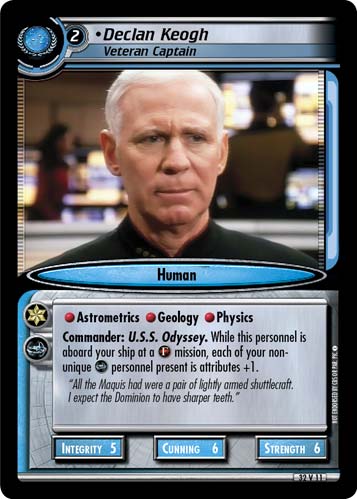 2 •Declan Keogh
Veteran Captain
Human
Astrometrics Geology Physics
Commander: U.S.S. Odyssey. While this personnel is
aboard your ship at a mission, each of your non-
unique personnel present is attributes +1.
"All the Maquis had were a pair of lightly armed shuttlecraft.
I expect the Dominion to have sharper teeth."
INTEGRITY 5 CUNNING 6 STRENGTH 6
32 V 11